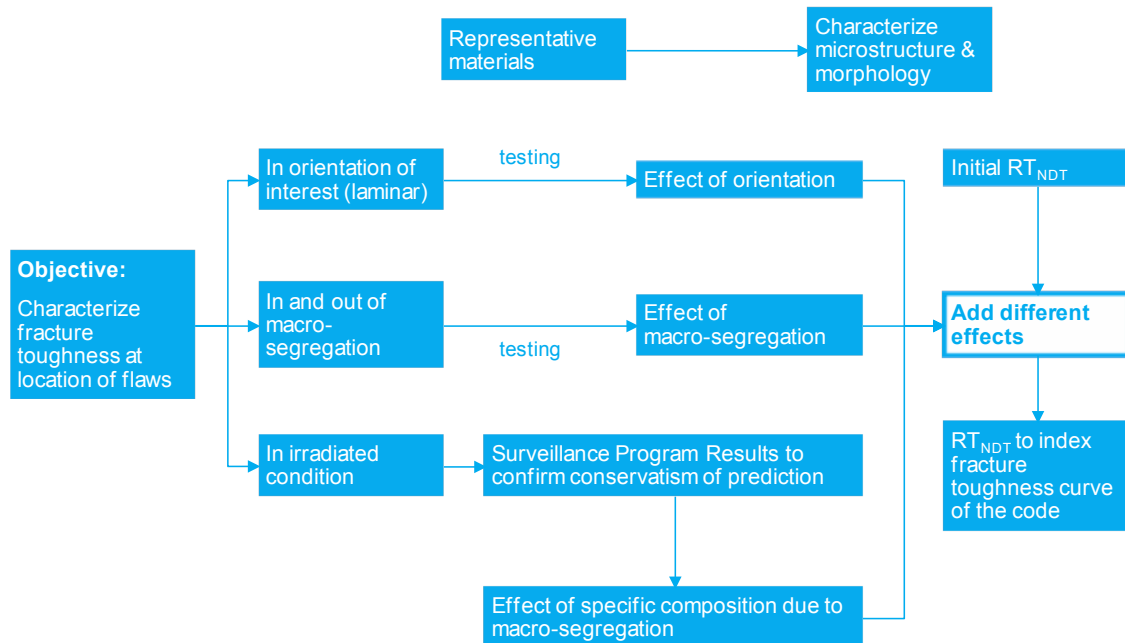 Representative
materials
Characterize
microstructure &
morphology
In orientation of
interest (laminar)
testing
Effect of orientation
Initial RTNDT
Objective:
Characterize
fracture
toughness at
location of flaws
In and out of
macro-
segregation
testing
Effect of
macro-segregation
Add different
effects
In irradiated
condition
Surveillance Program Results to
confirm conservatism of prediction
RTNDT to index
fracture
toughness curve
of the code
Effect of specific composition due to
macro-segregation